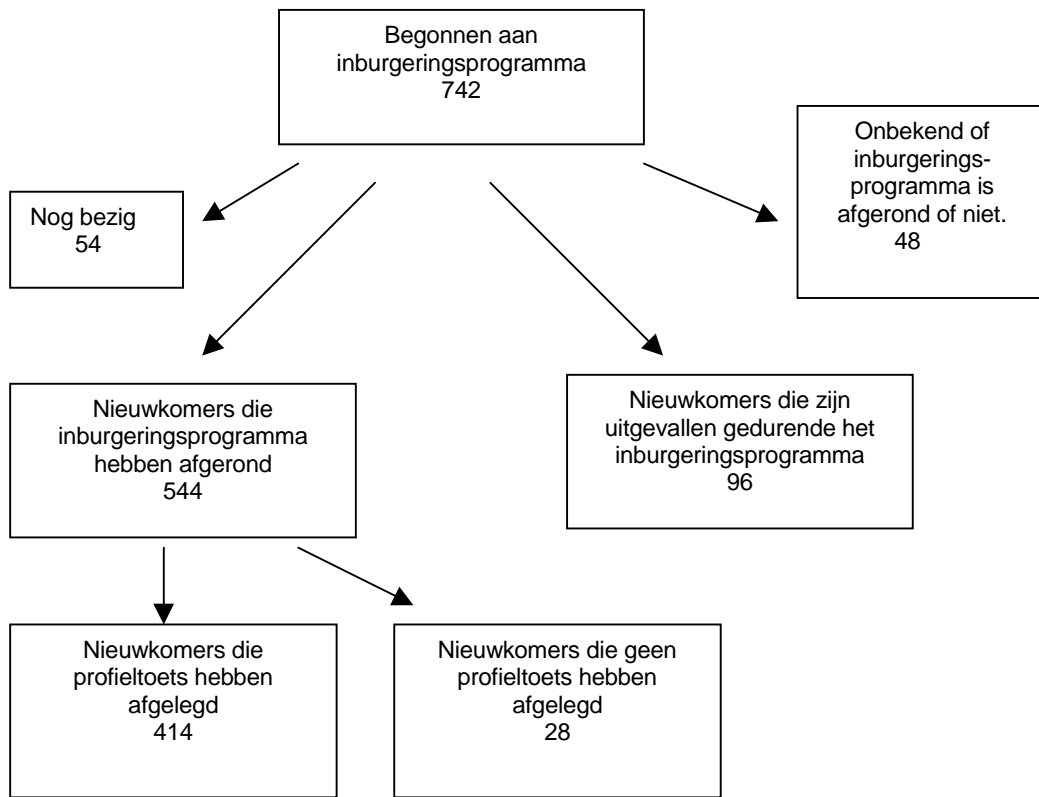 Begonnen aan
inburgeringsprogramma
742
Onbekend of
inburgerings-
programma is
afgerond of niet.
48
Nog bezig
54
Nieuwkomers die
inburgeringsprogramma
hebben afgerond
544
Nieuwkomers die zijn
uitgevallen gedurende het
inburgeringsprogramma
96
Nieuwkomers die
profieltoets hebben
afgelegd
414
Nieuwkomers die geen
profieltoets hebben
afgelegd
28